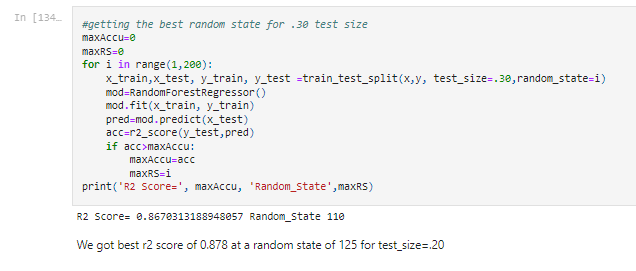 In [134…
#getting the best random state for .30 test size
maxAccu=0
maxRS=0
for i in range(1,200):
    x_train,x_test, y_train, y_test =train_test_split(x,y, test_size=.30,random_state=i)
    mod=RandomForestRegressor()
    mod.fit(x_train, y_train)
    pred=mod.predict(x_test)
    acc=r2_score(y_test,pred)
    if acc>maxAccu:
        maxAccu=acc
        maxRS=i
print('R2 Score=', maxAccu, 'Random_State',maxRS)
R2 Score= 0.8670313188948057 Random_State 110
We got best r2 score of 0.878 at a random state of 125 for test_size=.20